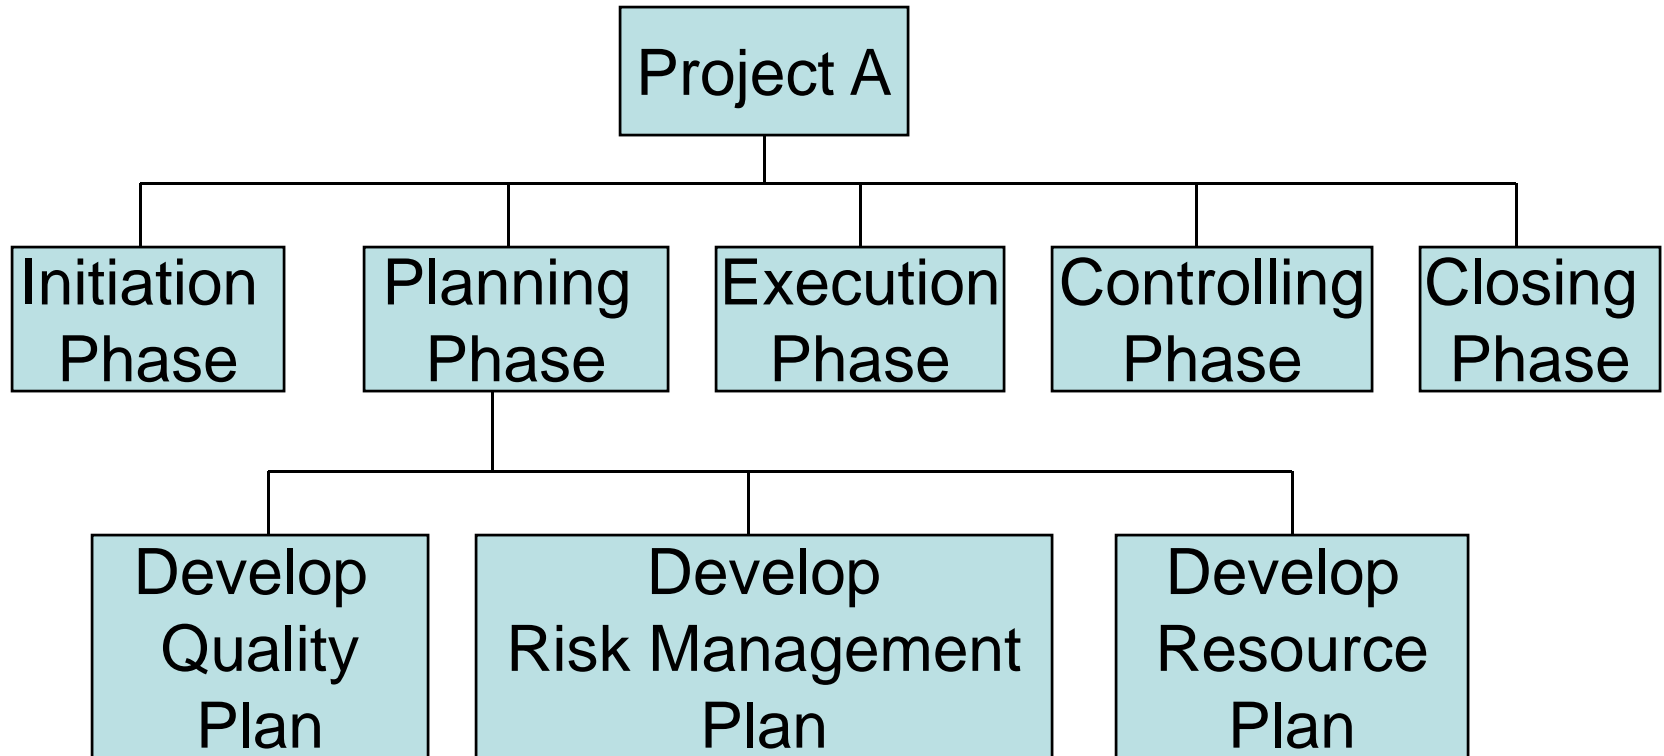 Project A
Initiation
Phase
Planning
Phase
Execution
Phase
Controlling
Phase
Closing
Phase
Develop
Quality
Plan
Develop
Risk Management
Plan
Develop
Resource
Plan